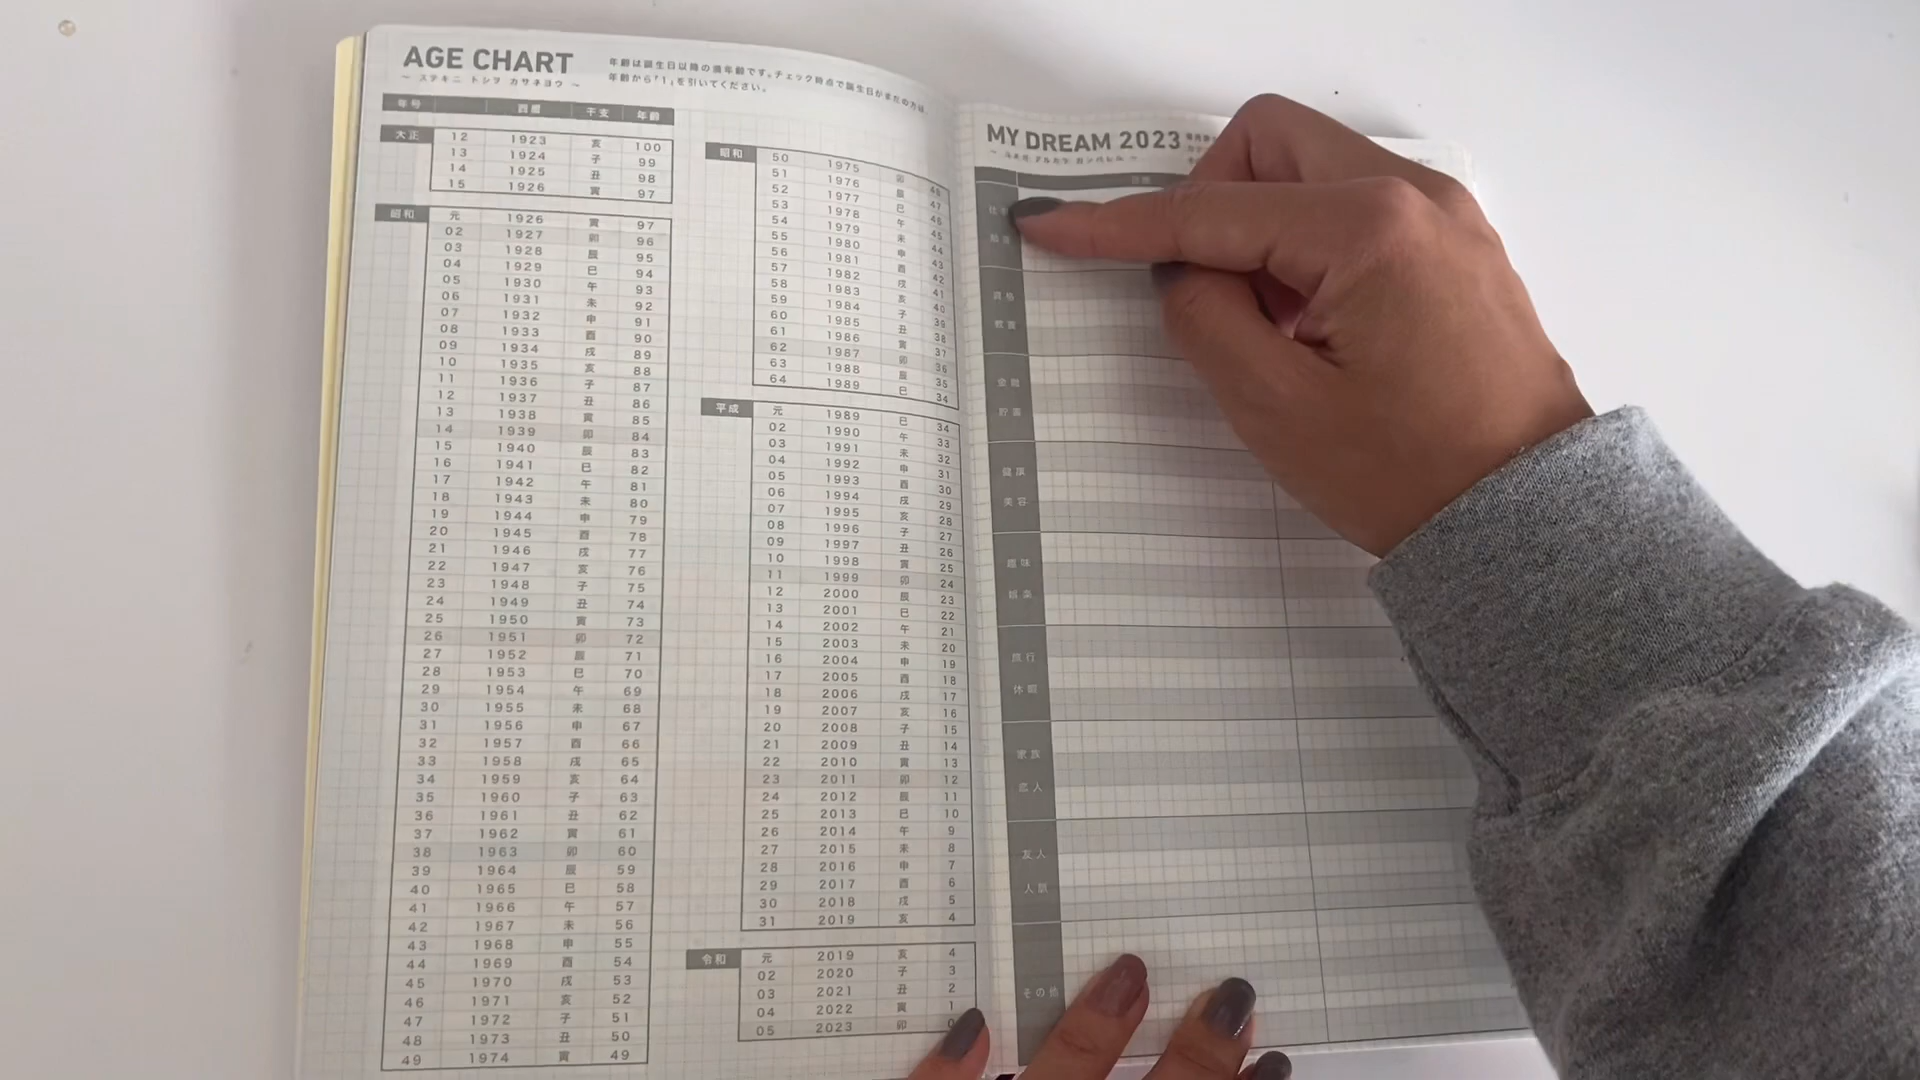 AGE CHART
～ ステキニ トシヲ カサネヨウ ～
年齢は誕生日以降の満年齢です。チェック時点で誕生日がまだの方は、
年齢から「1」を引いてください。
年号 西暦 干支 年齢
大正 12 1923 亥 100
13 1924 子 99
14 1925 丑 98
15 1926 寅 97
昭和 元 1926 寅 97
02 1927 卯 96
03 1928 辰 95
04 1929 巳 94
05 1930 午 93
06 1931 未 92
07 1932 申 91
08 1933 酉 90
09 1934 戌 89
10 1935 亥 88
11 1936 子 87
12 1937 丑 86
13 1938 寅 85
14 1939 卯 84
15 1940 辰 83
16 1941 巳 82
17 1942 午 81
18 1943 未 80
19 1944 申 79
20 1945 酉 78
21 1946 戌 77
22 1947 亥 76
23 1948 子 75
24 1949 丑 74
25 1950 寅 73
26 1951 卯 72
27 1952 辰 71
28 1953 巳 70
29 1954 午 69
30 1955 未 68
31 1956 申 67
32 1957 酉 66
33 1958 戌 65
34 1959 亥 64
35 1960 子 63
36 1961 丑 62
37 1962 寅 61
38 1963 卯 60
39 1964 辰 59
40 1965 巳 58
41 1966 午 57
42 1967 未 56
43 1968 申 55
44 1969 酉 54
45 1970 戌 53
46 1971 亥 52
47 1972 子 51
48 1973 丑 50
49 1974 寅 49
昭和 50 1975 卯 48
51 1976 辰 47
52 1977 巳 46
53 1978 午 45
54 1979 未 44
55 1980 申 43
56 1981 酉 42
57 1982 戌 41
58 1983 亥 40
59 1984 子 39
60 1985 丑 38
61 1986 寅 37
62 1987 卯 36
63 1988 辰 35
64 1989 巳 34
平成 元 1989 巳 34
02 1990 午 33
03 1991 未 32
04 1992 申 31
05 1993 酉 30
06 1994 戌 29
07 1995 亥 28
08 1996 子 27
09 1997 丑 26
10 1998 寅 25
11 1999 卯 24
12 2000 辰 23
13 2001 巳 22
14 2002 午 21
15 2003 未 20
16 2004 申 19
17 2005 酉 18
18 2006 戌 17
19 2007 亥 16
20 2008 子 15
21 2009 丑 14
22 2010 寅 13
23 2011 卯 12
24 2012 辰 11
25 2013 巳 10
26 2014 午 9
27 2015 未 8
28 2016 申 7
29 2017 酉 6
30 2018 戌 5
31 2019 亥 4
令和 元 2019 亥 4
02 2020 子 3
03 2021 丑 2
04 2022 寅 1
05 2023 卯 0
MY DREAM 2023
目標
資格
教養
金銭
貯蓄
健康
美容
趣味
娯楽
旅行
休暇
家族
恋人
友人
人脈
その他